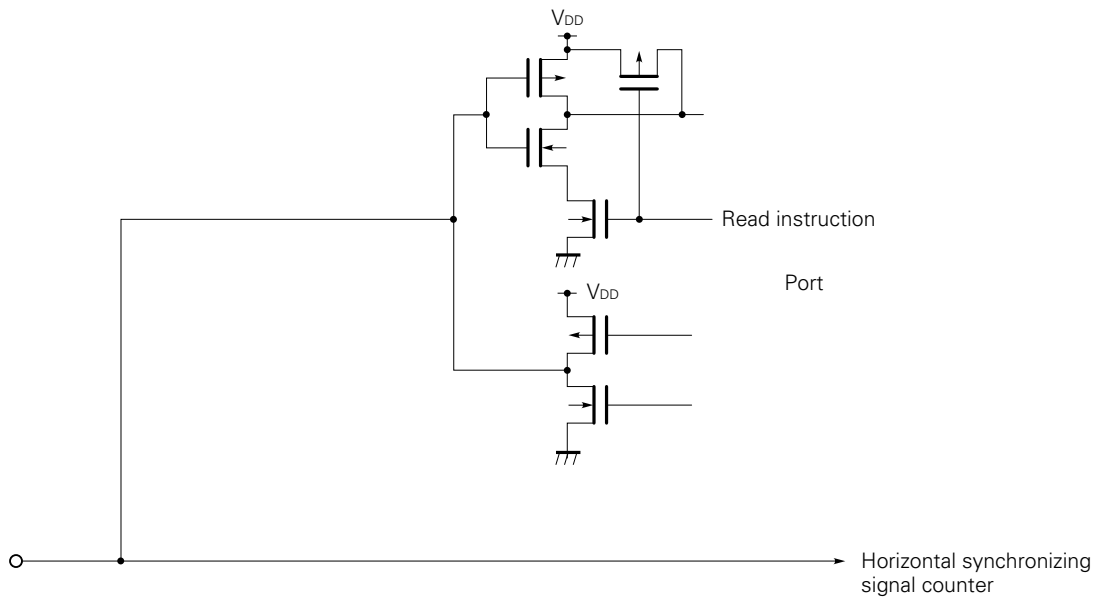 VDD
Read instruction
Port
VDD
Horizontal synchronizing
signal counter